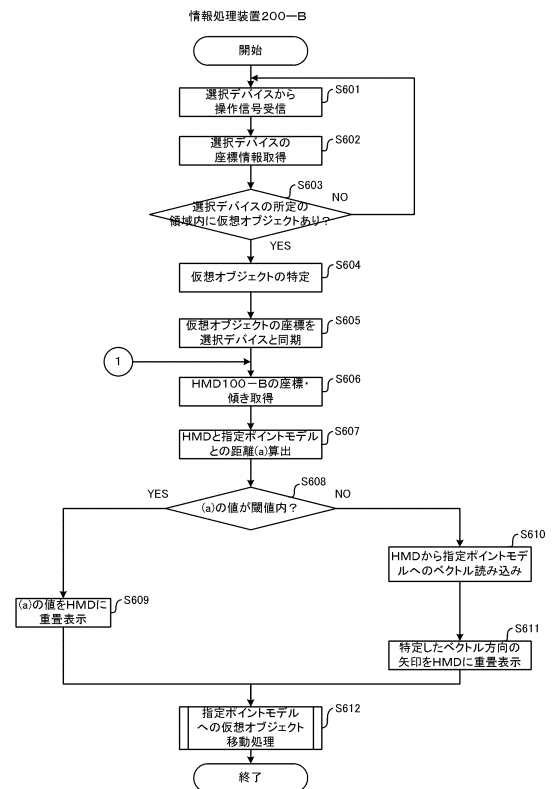 情報処理装置200－B
開始
選択デバイスから
操作信号受信
S601
選択デバイスの
座標情報取得
S602
選択デバイスの所定の
領域内に仮想オブジェクトあり？
S603
NO
YES
仮想オブジェクトの特定
S604
仮想オブジェクトの座標を
選択デバイスと同期
S605
1
HMD100－Bの座標・
傾き取得
S606
HMDと指定ポイントモデル
との距離(a)算出
S607
(a)の値が閾値内？
S608
YES
NO
(a)の値をHMDに
重畳表示
S609
HMDから指定ポイントモデ
ルへのベクトル読み込み
S610
特定したベクトル方向の
矢印をHMDに重畳表示
S611
指定ポイントモデル
への仮想オブジェクト
移動処理
S612
終了